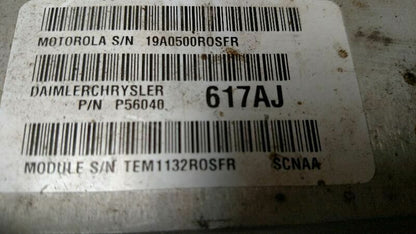 MOTOROLA S/N 19A0500ROSFR
DAIMLERCHRYSLER
P/N P56040 617AJ
MODULE S/N TEM1132ROSFR SCNAA